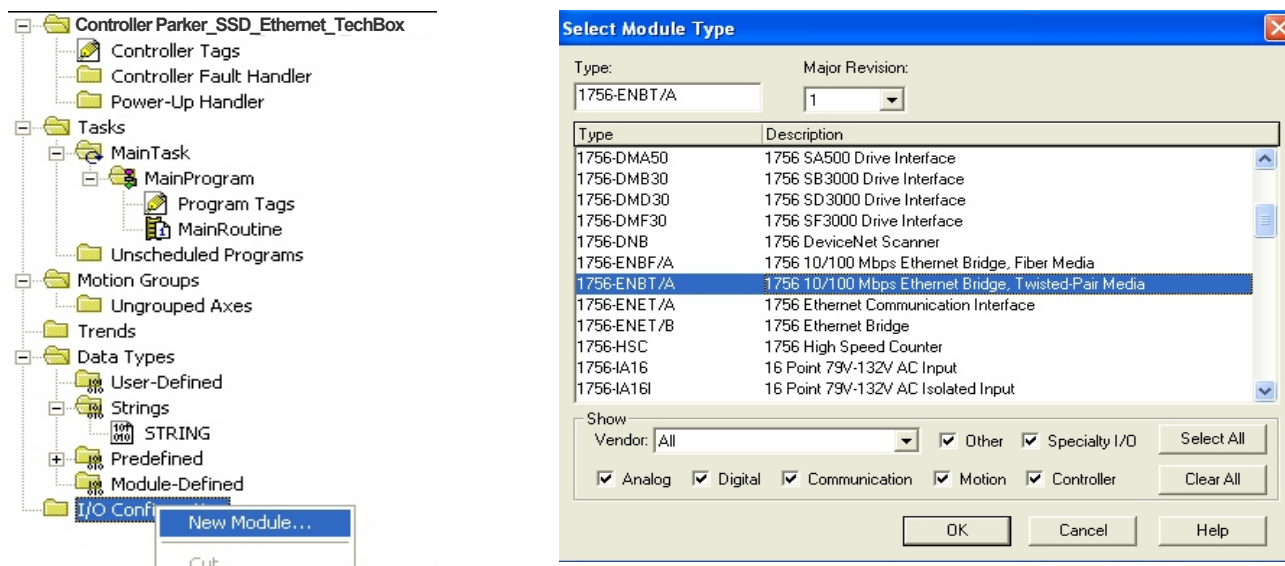 Controller Parker_SSD_Ethernet_TechBox
Controller Tags
Controller Fault Handler
Power-Up Handler
Tasks
MainTask
MainProgram
Program Tags
MainRoutine
Unscheduled Programs
Motion Groups
Ungrouped Axes
Trends
Data Types
User-Defined
Strings
STRING
Predefined
Module-Defined
I/O Conf
New Module...
Cut
Select Module Type
Type: Major Revision:
1756-ENBT/A 1
Type Description
1756-DMA50 1756 SA500 Drive Interface
1756-DMB30 1756 SB3000 Drive Interface
1756-DMD30 1756 SD3000 Drive Interface
1756-DMF30 1756 SF3000 Drive Interface
1756-DNB 1756 DeviceNet Scanner
1756-ENBF/A 1756 10/100 Mbps Ethernet Bridge, Fiber Media
1756-ENBT/A 1756 10/100 Mbps Ethernet Bridge, Twisted-Pair Media
1756-ENET/A 1756 Ethernet Communication Interface
1756-ENET/B 1756 Ethernet Bridge
1756-HSC 1756 High Speed Counter
1756-IA16 16 Point 79V-132V AC Input
1756-IA16I 16 Point 79V-132V AC Isolated Input
Show
Vendor: All Other Specialty I/O Select All
Analog Digital Communication Motion Controller Clear All
OK Cancel Help